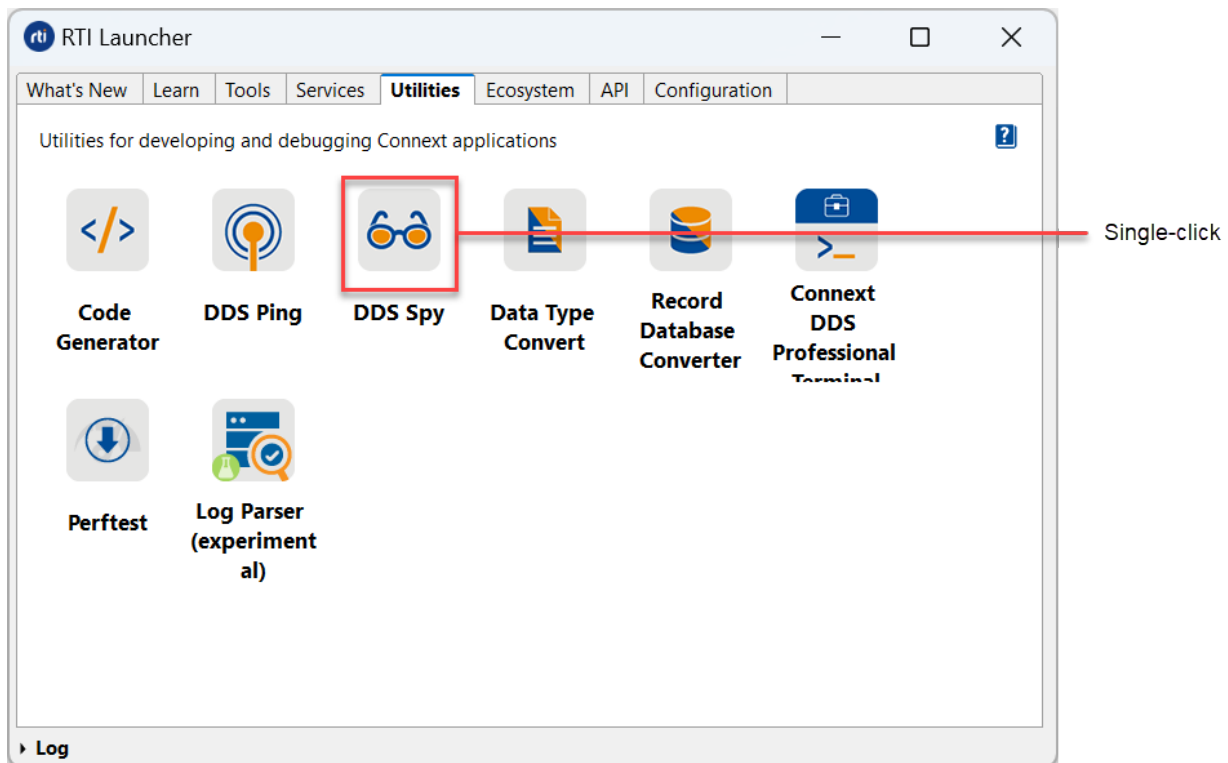 rti RTI Launcher
What's New Learn Tools Services Utilities Ecosystem API Configuration
Utilities for developing and debugging Connext applications
?
Single-click
</> >_
Code
Generator
DDS Ping
DDS Spy
Data Type
Convert
Record
Database
Converter
Connext
DDS
Professional
Terminal
Perftest
Log Parser
(experiment
al)
Log